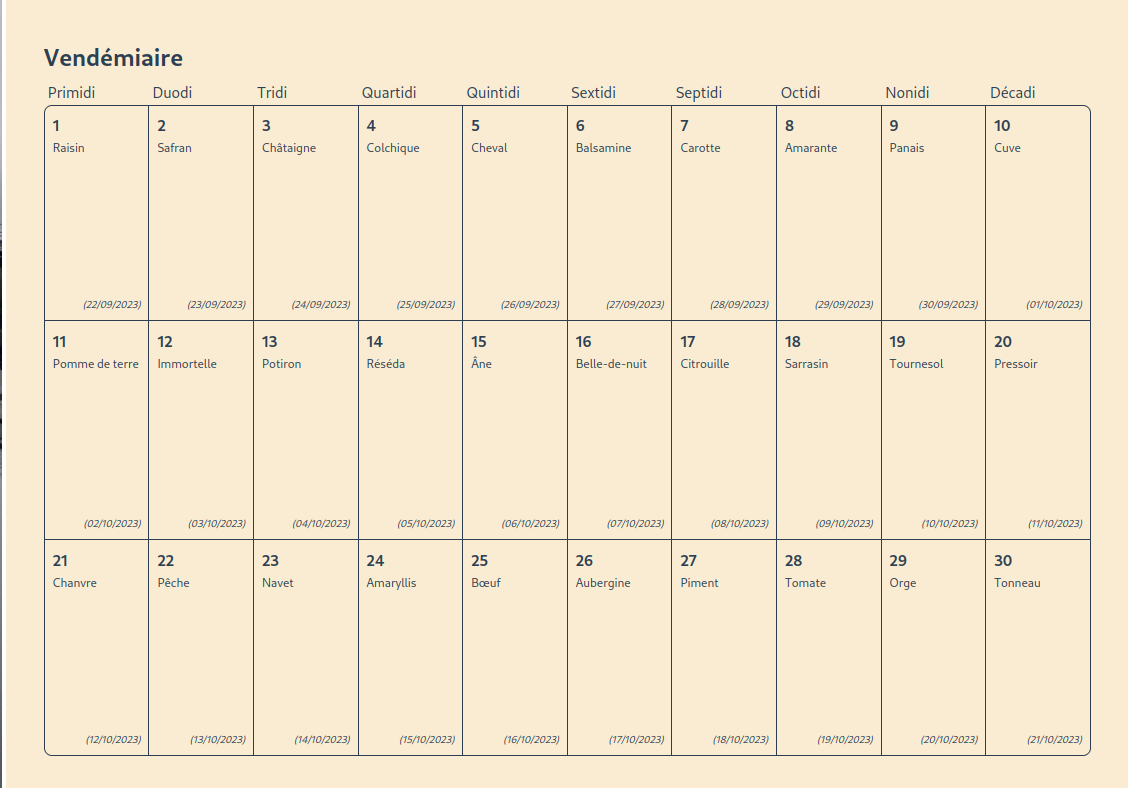 Vendémiaire
Primidi Duodi Tridi Quartidi Quintidi Sextidi Septidi Octidi Nonidi Décadi
1 2 3 4 5 6 7 8 9 10
Raisin Safran Châtaigne Colchique Cheval Balsamine Carotte Amarante Panais Cuve
(22/09/2023) (23/09/2023) (24/09/2023) (25/09/2023) (26/09/2023) (27/09/2023) (28/09/2023) (29/09/2023) (30/09/2023) (01/10/2023)
11 12 13 14 15 16 17 18 19 20
Pomme de terre Immortelle Potiron Réséda Âne Belle-de-nuit Citrouille Sarrasin Tournesol Pressoir
(02/10/2023) (03/10/2023) (04/10/2023) (05/10/2023) (06/10/2023) (07/10/2023) (08/10/2023) (09/10/2023) (10/10/2023) (11/10/2023)
21 22 23 24 25 26 27 28 29 30
Chanvre Pêche Navet Amaryllis Bœuf Aubergine Piment Tomate Orge Tonneau
(12/10/2023) (13/10/2023) (14/10/2023) (15/10/2023) (16/10/2023) (17/10/2023) (18/10/2023) (19/10/2023) (20/10/2023) (21/10/2023)